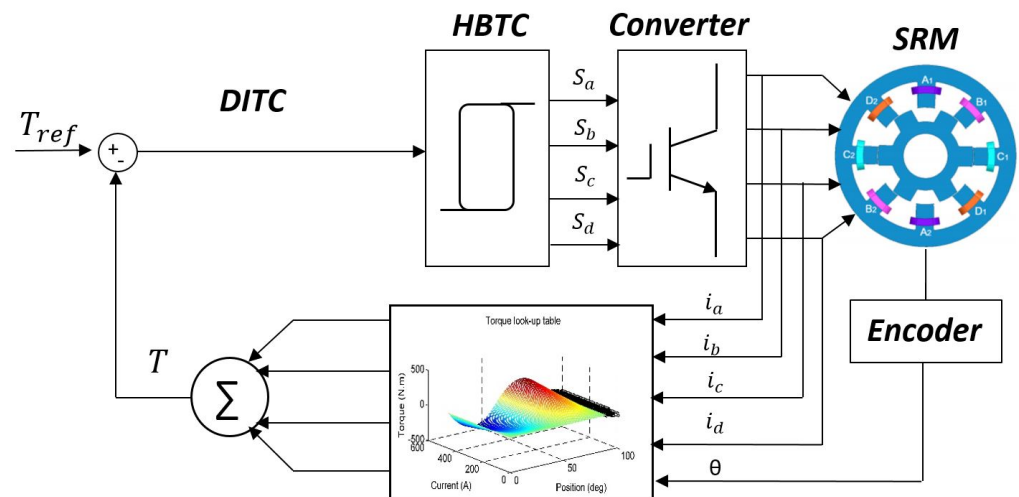 HBTC
Converter
SRM
DITC
T_ref
+
-
S_a
S_b
S_c
S_d
A1
B1
C1
D1
A2
B2
C2
D2
i_a
i_b
i_c
i_d
θ
Encoder
T
Σ
Torque look-up table
Torque (N.m)
500
0
-500
600
400
200
0
Current (A)
0
50
100
Position (deg)